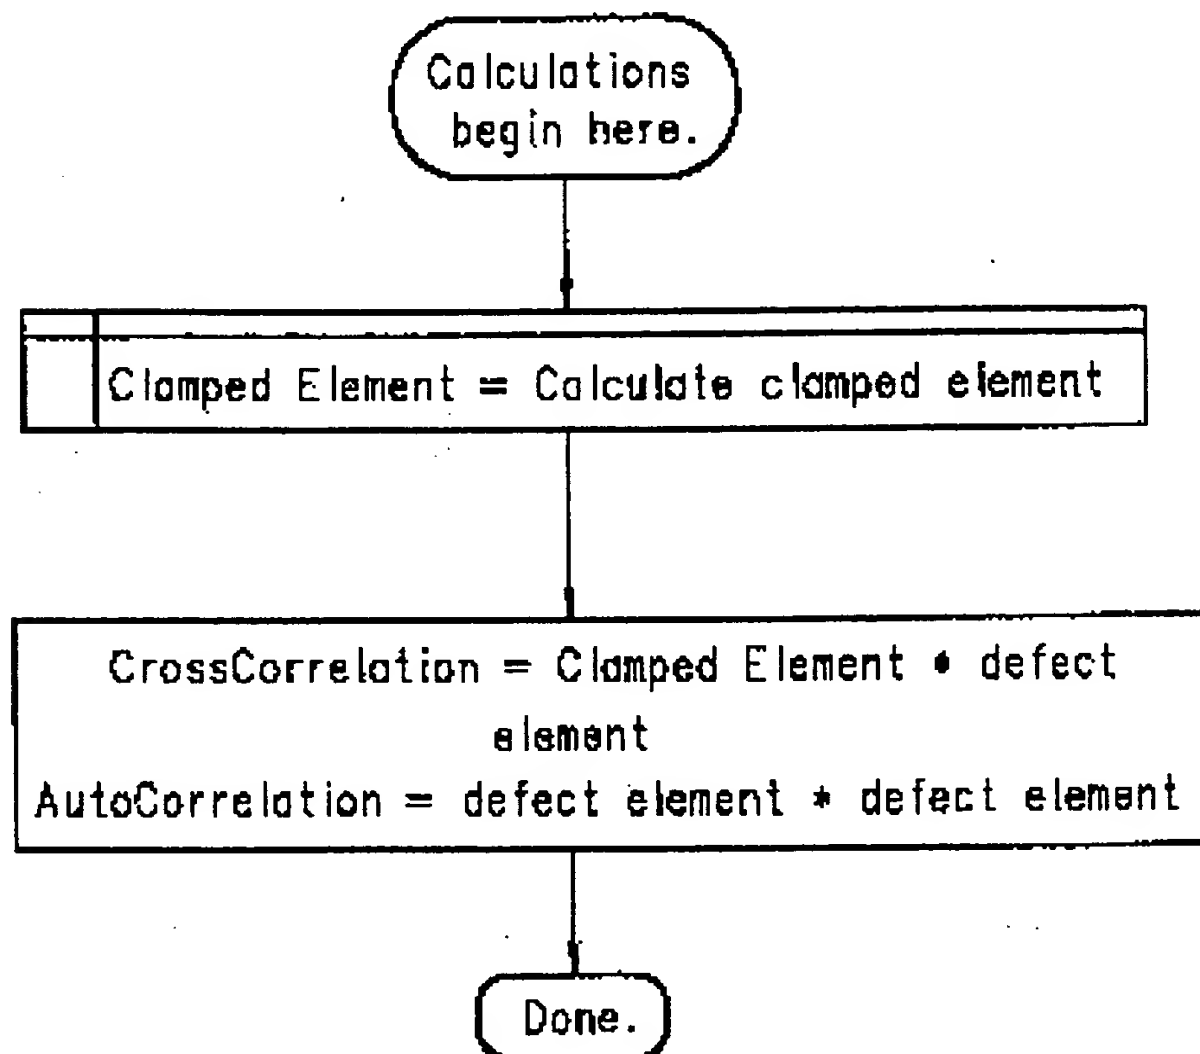 Calculations
begin here.
Clamped Element = Calculate clamped element
CrossCorrelation = Clamped Element * defect
element
AutoCorrelation = defect element * defect element
Done.